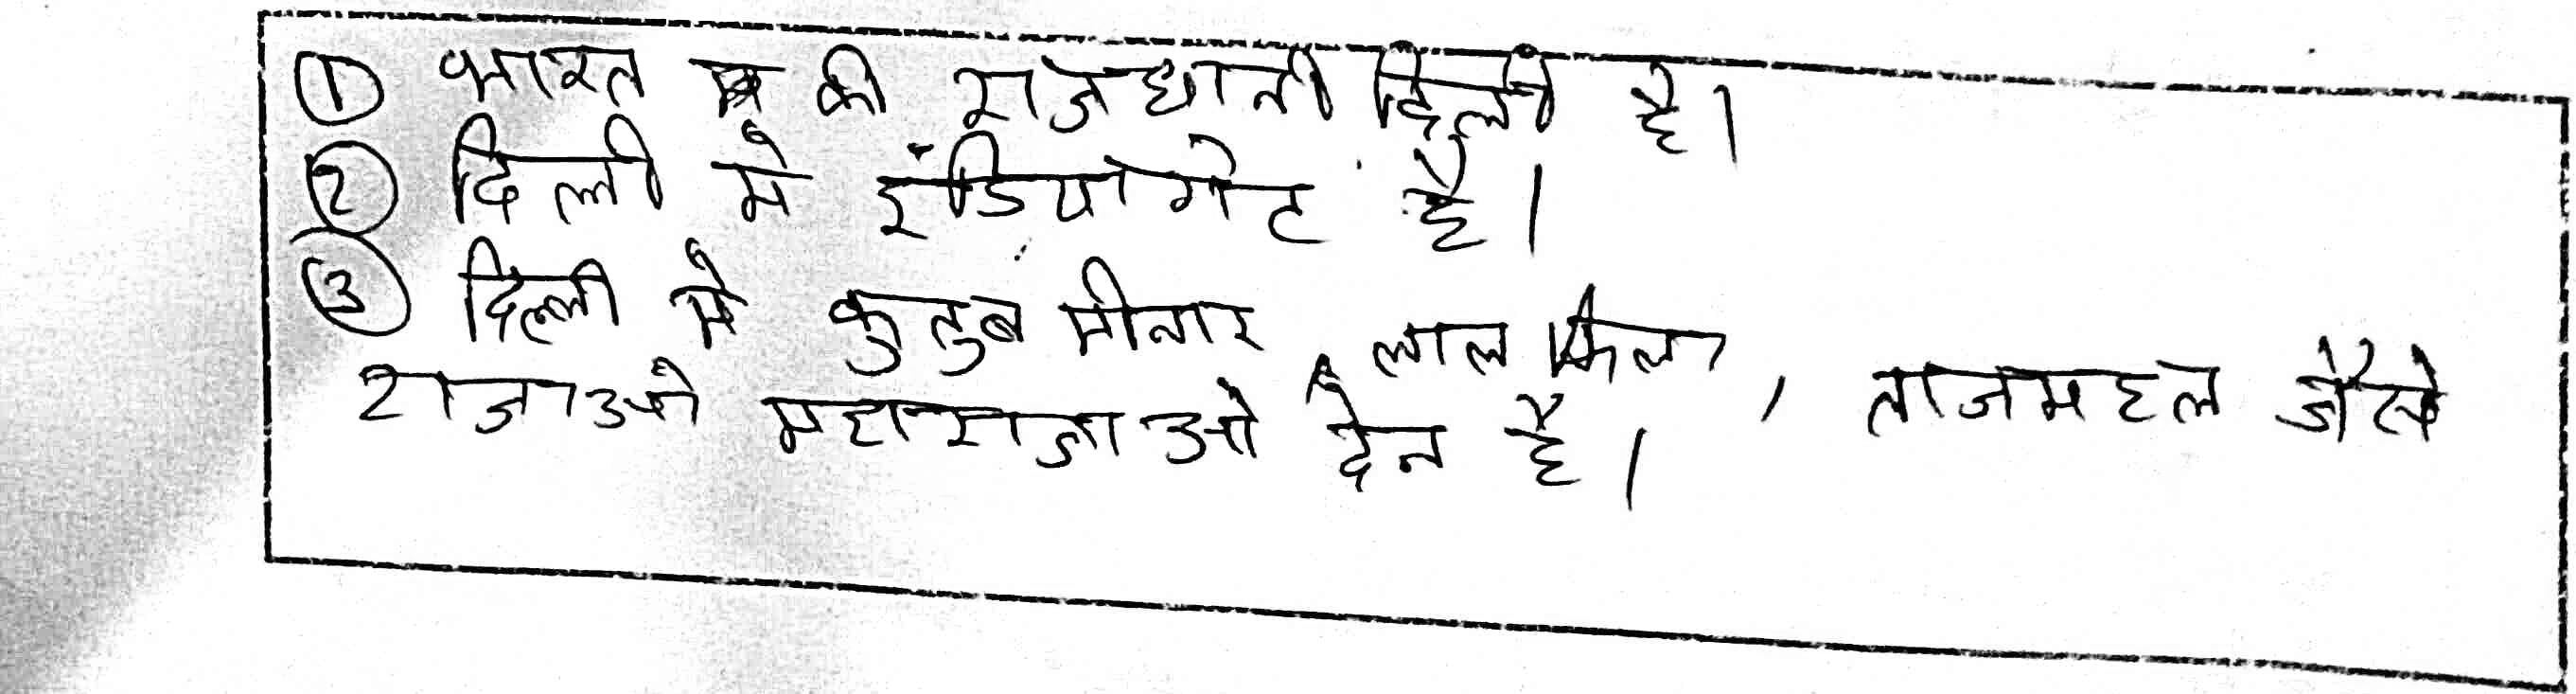 ① भारत की राजधानी दिल्ली है।
② दिल्ली मे इंडिया गेट है।
③ दिल्ली मे कुतुब मीनार, लाल किला, ताजमहल जैसे
राजाओ महाराजाओ देन है।